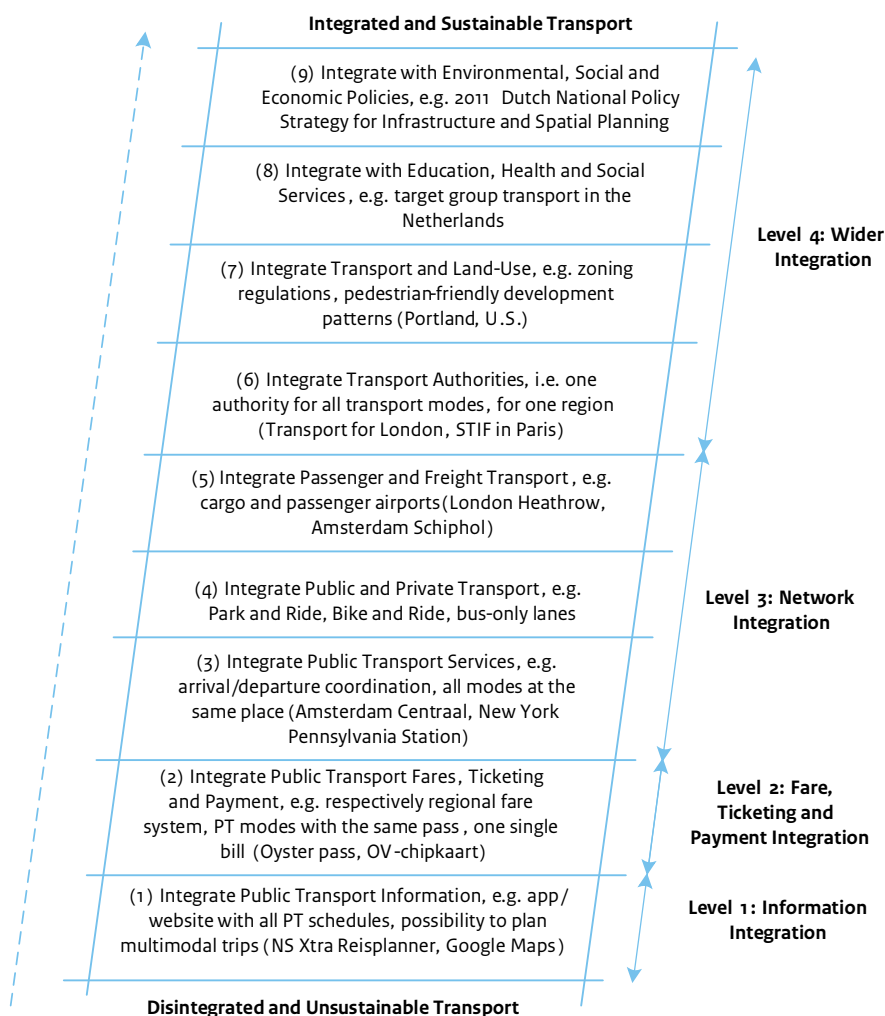 Integrated and Sustainable Transport
(9) Integrate with Environmental, Social and
Economic Policies, e.g. 2011 Dutch National Policy
Strategy for Infrastructure and Spatial Planning
(8) Integrate with Education, Health and Social
Services, e.g. target group transport in the
Netherlands
Level 4: Wider
Integration
(7) Integrate Transport and Land-Use, e.g. zoning
regulations, pedestrian-friendly development
patterns (Portland, U.S.)
(6) Integrate Transport Authorities, i.e. one
authority for all transport modes, for one region
(Transport for London, STIF in Paris)
(5) Integrate Passenger and Freight Transport, e.g.
cargo and passenger airports(London Heathrow,
Amsterdam Schiphol)
(4) Integrate Public and Private Transport, e.g.
Park and Ride, Bike and Ride, bus-only lanes
Level 3: Network
Integration
(3) Integrate Public Transport Services, e.g.
arrival/departure coordination, all modes at the
same place (Amsterdam Centraal, New York
Pennsylvania Station)
(2) Integrate Public Transport Fares, Ticketing
and Payment, e.g. respectively regional fare
system, PT modes with the same pass, one single
bill (Oyster pass, OV-chipkaart)
Level 2: Fare,
Ticketing and
Payment Integration
(1) Integrate Public Transport Information, e.g. app/
website with all PT schedules, possibility to plan
multimodal trips (NS Xtra Reisplanner, Google Maps)
Level 1: Information
Integration
Disintegrated and Unsustainable Transport